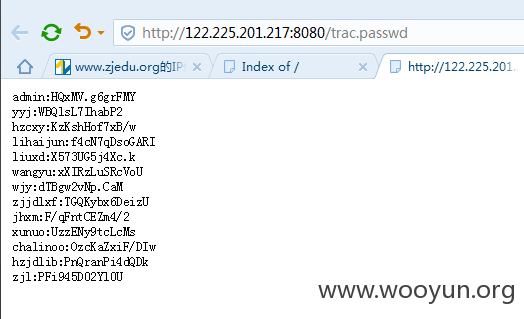 http://122.225.201.217:8080/trac.passwd
www.zjedu.org的IP
Index of /
http://122.225.201.
admin:HQxMV.g6grFMY
yyj:WBQlsL7IhabP2
hzcxy:KzKshHof7xB/w
lihaijun:f4cN7qDsoGARI
liuxd:X573UG5j4Xc.k
wangyu:xXIRzLuSRcVoU
wjy:dTBgw2vNp.CaM
zjjdlxf:TGQKybx6DeizU
jhxm:F/qFntCEZm4/2
xunuo:UzzENy9tcLcMs
chalinoo:OzcKaZxiF/DIw
hzjdlib:PnQranPi4dQDk
zjl:PFi945D02Yl0U
www.wooyun.org